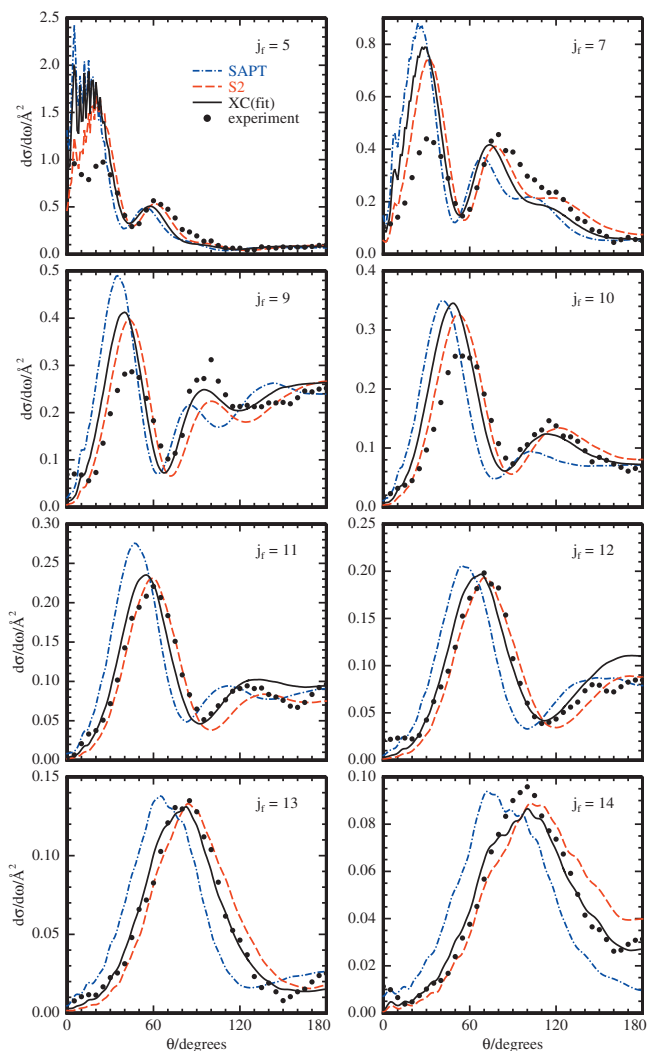 j_f = 5
SAPT
S2
XC(fit)
experiment
2.5
2.0
1.5
1.0
0.5
0.0
dσ/dω/Å²
j_f = 7
0.8
0.6
0.4
0.2
0.0
j_f = 9
0.5
0.4
0.3
0.2
0.1
0.0
dσ/dω/Å²
j_f = 10
0.4
0.3
0.2
0.1
0.0
j_f = 11
0.30
0.25
0.20
0.15
0.10
0.05
0.00
dσ/dω/Å²
j_f = 12
0.25
0.20
0.15
0.10
0.05
0.00
j_f = 13
0.15
0.10
0.05
0.00
dσ/dω/Å²
0 60 120 180
θ/degrees
j_f = 14
0.10
0.08
0.06
0.04
0.02
0.00
0 60 120 180
θ/degrees